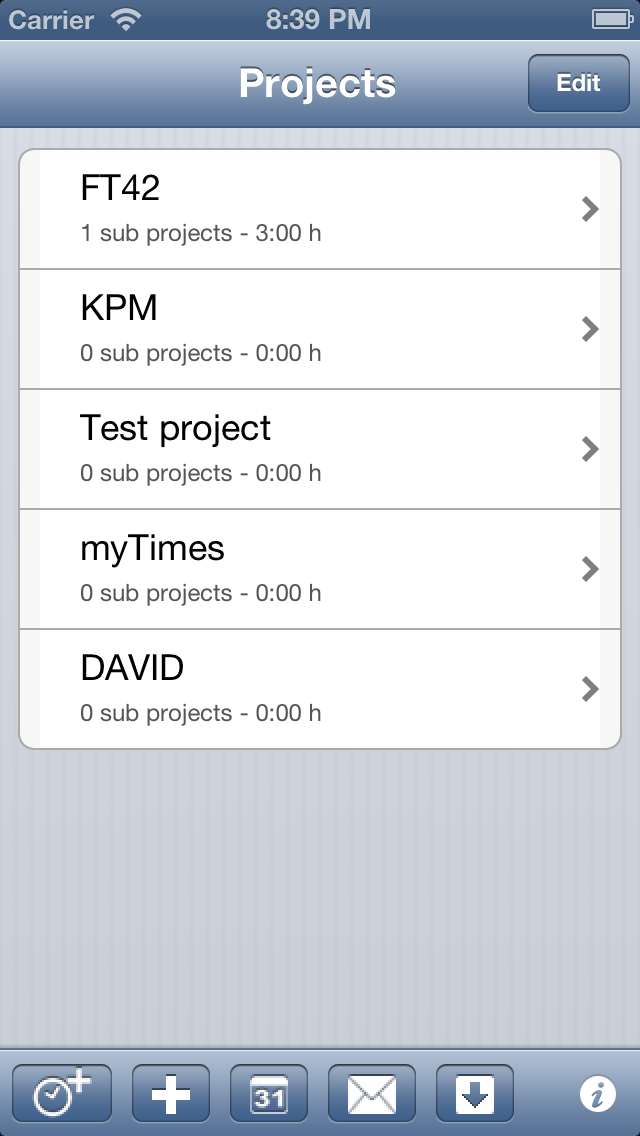 Carrier 8:39 PM
Projects Edit
FT42
1 sub projects - 3:00 h
KPM
0 sub projects - 0:00 h
Test project
0 sub projects - 0:00 h
myTimes
0 sub projects - 0:00 h
DAVID
0 sub projects - 0:00 h
31 i